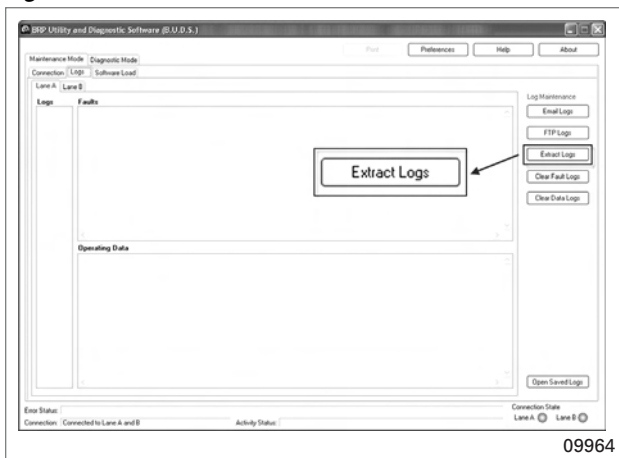 BRP Utility and Diagnostic Software (B.U.D.S.)
Print Preferences Help About
Maintenance Mode Diagnostic Mode
Connection Logs Software Load
Lane A Lane B
Logs Faults
Log Maintenance
Email Logs
FTP Logs
Extract Logs
Extract Logs
Clear Fault Logs
Clear Data Logs
Operating Data
Open Saved Logs
Error Status:
Connection State
Connection: Connected to Lane A and B Activity Status: Lane A Lane B
09964